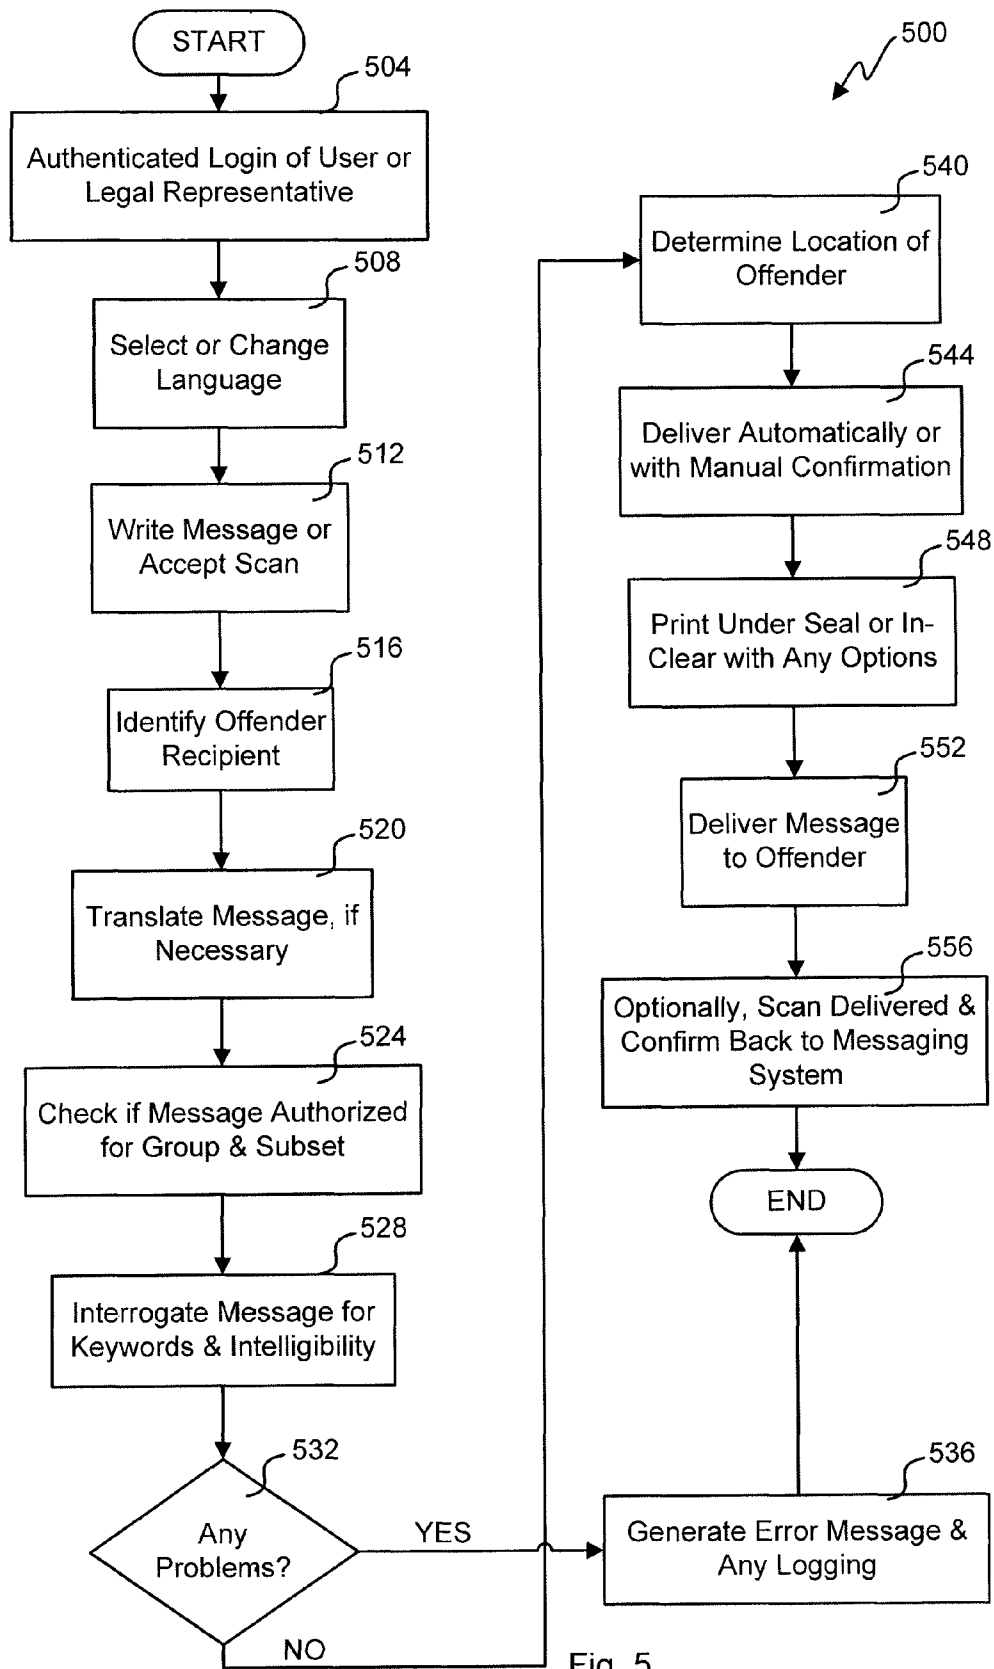 START
504
Authenticated Login of User or
Legal Representative
508
Select or Change
Language
512
Write Message or
Accept Scan
516
Identify Offender
Recipient
520
Translate Message, if
Necessary
524
Check if Message Authorized
for Group & Subset
528
Interrogate Message for
Keywords & Intelligibility
532
Any
Problems?
YES
NO
500
540
Determine Location of
Offender
544
Deliver Automatically or
with Manual Confirmation
548
Print Under Seal or In-
Clear with Any Options
552
Deliver Message
to Offender
556
Optionally, Scan Delivered &
Confirm Back to Messaging
System
END
536
Generate Error Message &
Any Logging
Fig. 5